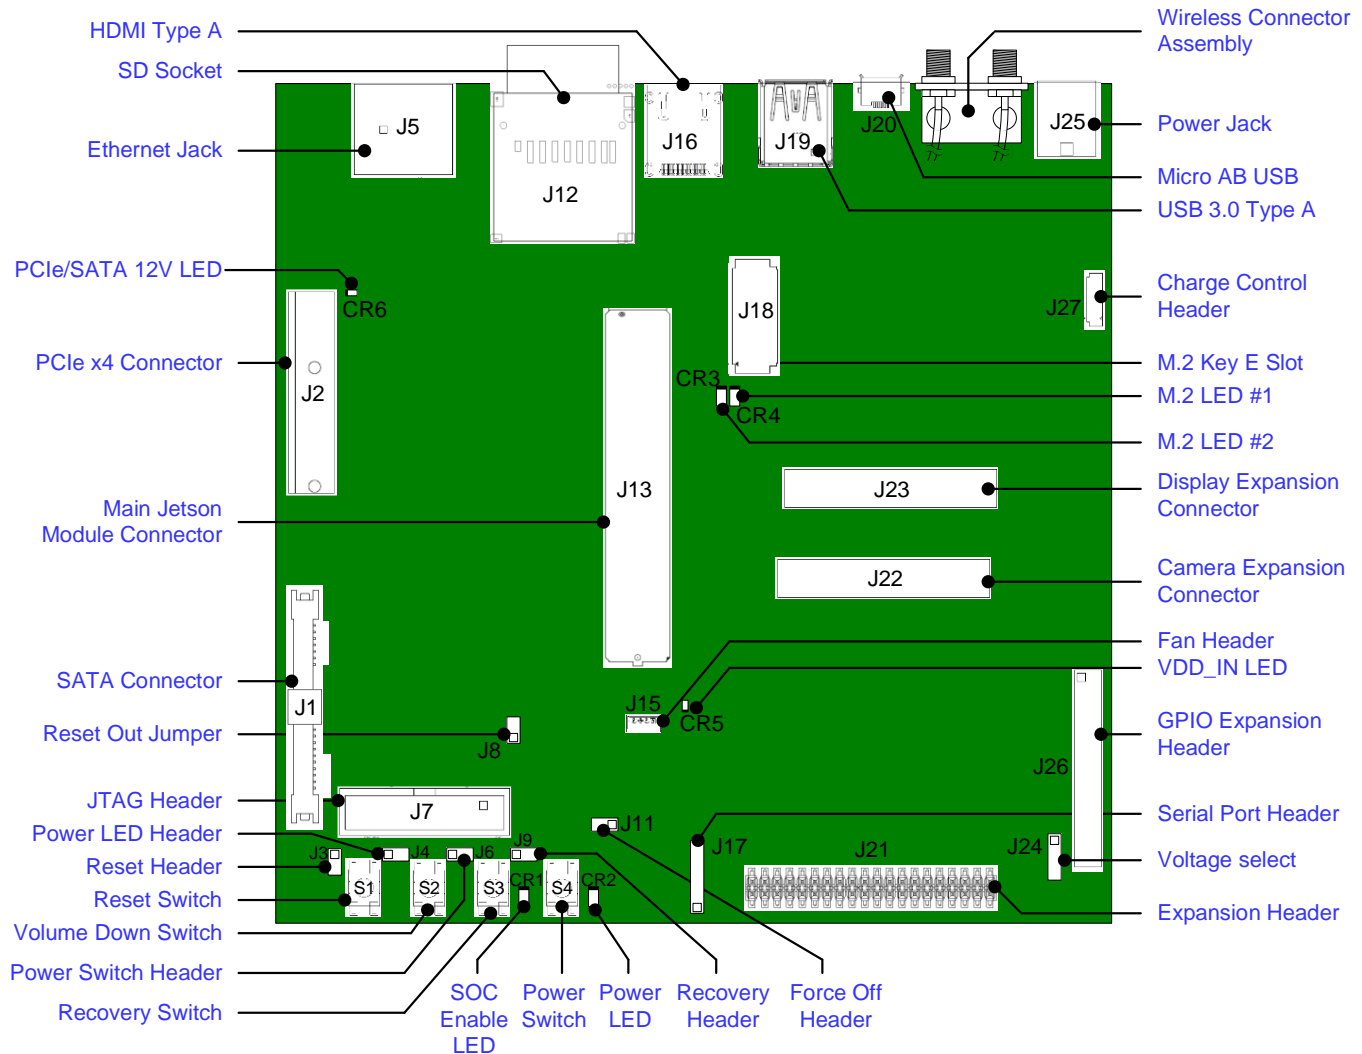 HDMI Type A
SD Socket
Ethernet Jack
PCIe/SATA 12V LED
PCIe x4 Connector
Main Jetson
Module Connector
SATA Connector
Reset Out Jumper
JTAG Header
Power LED Header
Reset Header
Reset Switch
Volume Down Switch
Power Switch Header
Recovery Switch
J5
J12
J16
J19
J20
J25
CR6
J2
J18
J27
CR3
CR4
J13
J23
J22
J1
J8
J15
CR5
J26
J7
J11
J17
J21
J24
J3
J4
J6
J9
S1
S2
S3
CR1
S4
CR2
SOC
Enable
LED
Power
Switch
Power
LED
Recovery
Header
Force Off
Header
Wireless Connector
Assembly
Power Jack
Micro AB USB
USB 3.0 Type A
Charge Control
Header
M.2 Key E Slot
M.2 LED #1
M.2 LED #2
Display Expansion
Connector
Camera Expansion
Connector
Fan Header
VDD_IN LED
GPIO Expansion
Header
Serial Port Header
Voltage select
Expansion Header